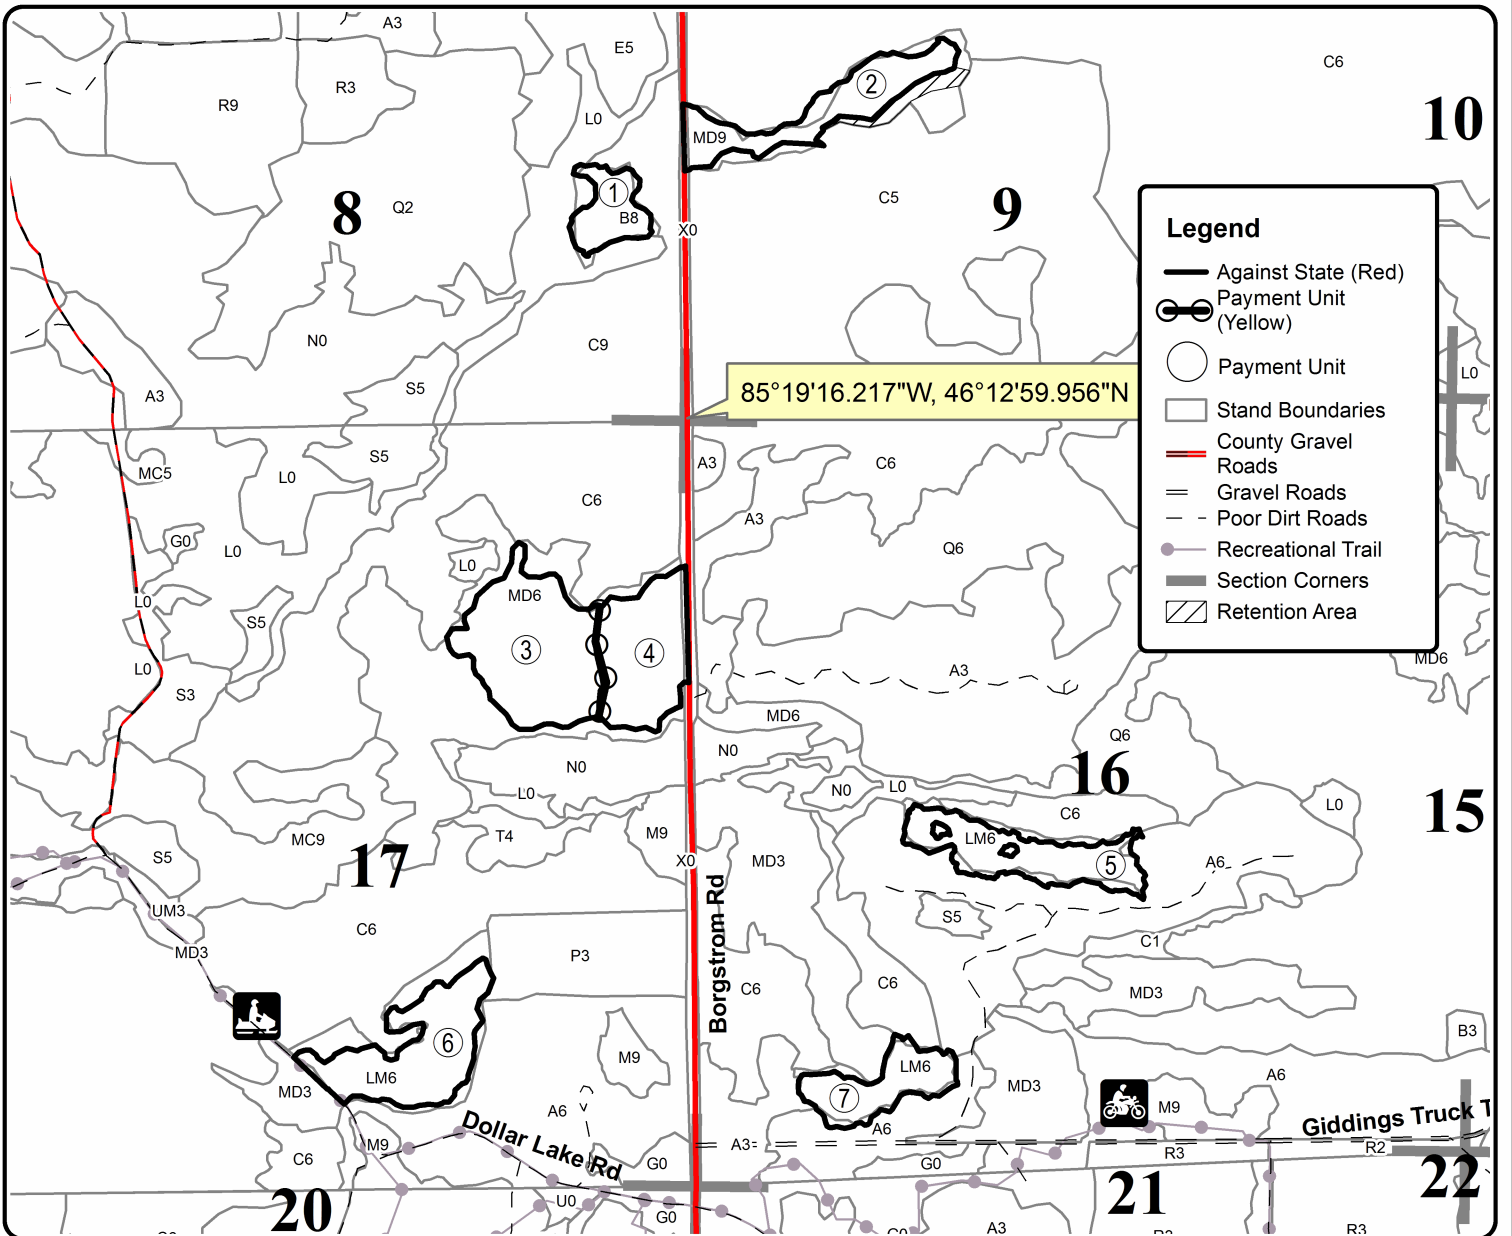 A3
E5
C6
R3
R9
2
10
L0
MD9
1
8
Q2
C5
9
B8
X0
Legend
Against State (Red)
Payment Unit
(Yellow)
Payment Unit
Stand Boundaries
County Gravel
Roads
Gravel Roads
Poor Dirt Roads
Recreational Trail
Section Corners
Retention Area
N0
C9
L0
S5
A3
85°19'16.217"W, 46°12'59.956"N
S5
MC5
L0
A3
C6
C6
A3
G0
L0
L0
Q6
MD6
L0
S5
3
4
L0
S3
A3
MD6
MD6
Q6
N0
16
N0
L0
N0
L0
C6
L0
15
MC9
T4
M9
LM6
S5
17
X0
MD3
5
A6
UM3
C6
S5
MD3
P3
C1
Borgstrom Rd
C6
C6
MD3
6
B3
M9
LM6
LM6
MD3
A6
MD3
7
M9
A6
A6
Giddings Truck T
Dollar Lake Rd
M9
A3
R2
R3
C6
G0
G0
22
21
20
U0
G0
A3
R3